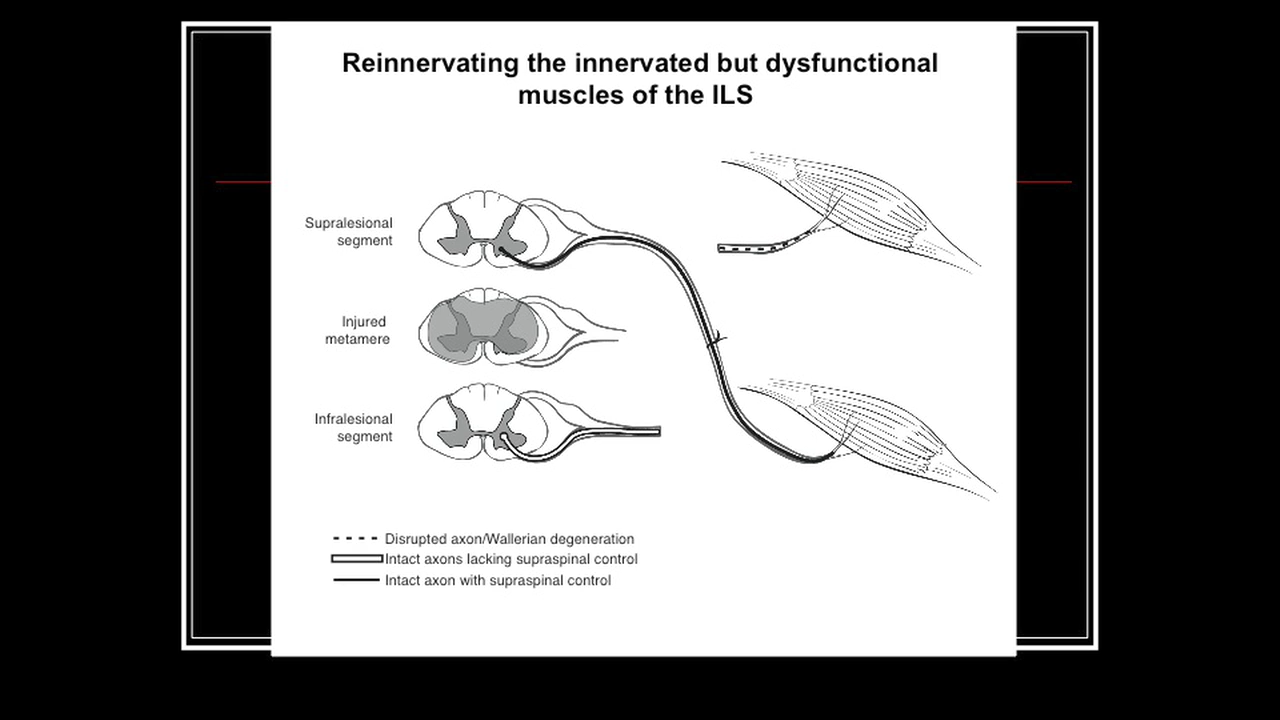 Reinnervating the innervated but dysfunctional
muscles of the ILS
Supralesional
segment
Injured
metamere
Infralesional
segment
Disrupted axon/Wallerian degeneration
Intact axons lacking supraspinal control
Intact axon with supraspinal control